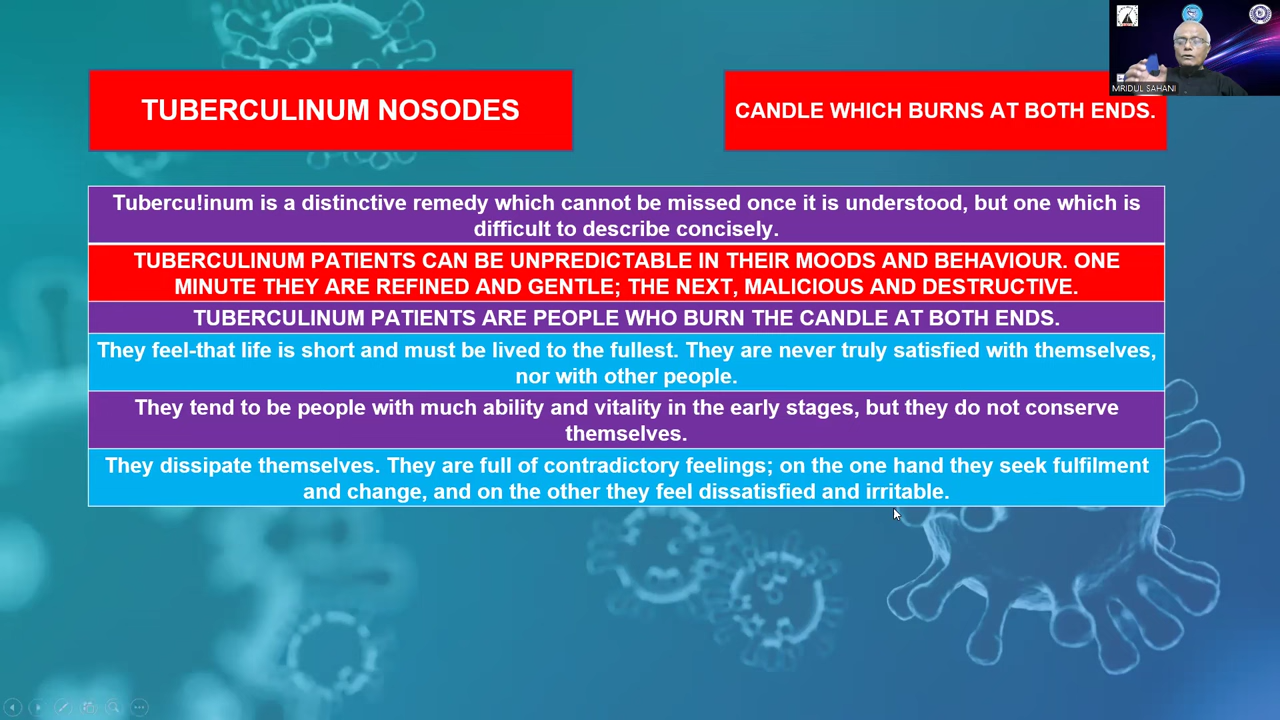 TUBERCULINUM NOSODES
CANDLE WHICH BURNS AT BOTH ENDS.
MRIDUL SAHANI
Tubercu!inum is a distinctive remedy which cannot be missed once it is understood, but one which is
difficult to describe concisely.
TUBERCULINUM PATIENTS CAN BE UNPREDICTABLE IN THEIR MOODS AND BEHAVIOUR. ONE
MINUTE THEY ARE REFINED AND GENTLE; THE NEXT, MALICIOUS AND DESTRUCTIVE.
TUBERCULINUM PATIENTS ARE PEOPLE WHO BURN THE CANDLE AT BOTH ENDS.
They feel-that life is short and must be lived to the fullest. They are never truly satisfied with themselves,
nor with other people.
They tend to be people with much ability and vitality in the early stages, but they do not conserve
themselves.
They dissipate themselves. They are full of contradictory feelings; on the one hand they seek fulfilment
and change, and on the other they feel dissatisfied and irritable.